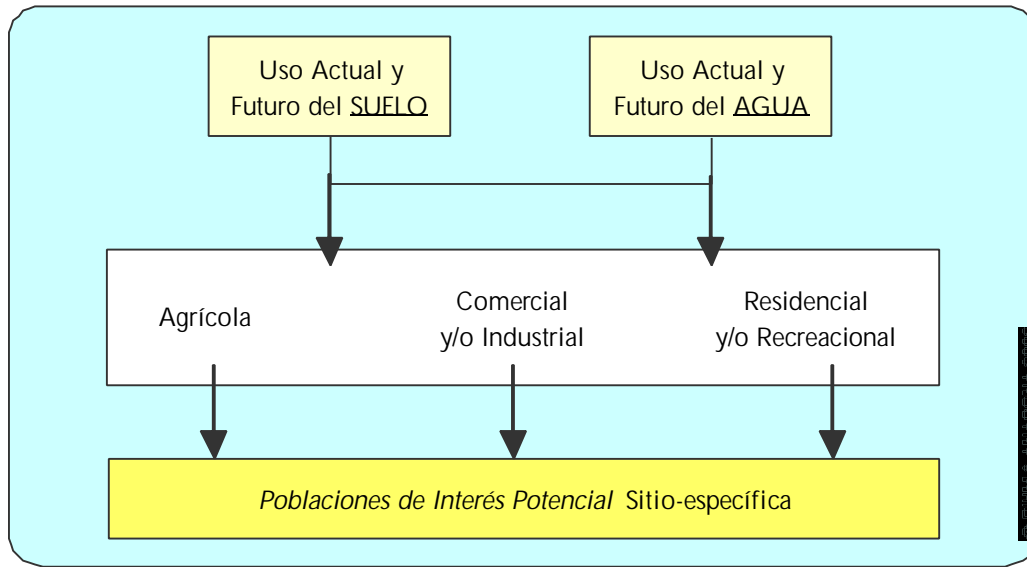 Uso Actual y
Futuro del SUELO
Uso Actual y
Futuro del AGUA
Agrícola
Comercial
y/o Industrial
Residencial
y/o Recreacional
Poblaciones de Interés Potencial Sitio-específica